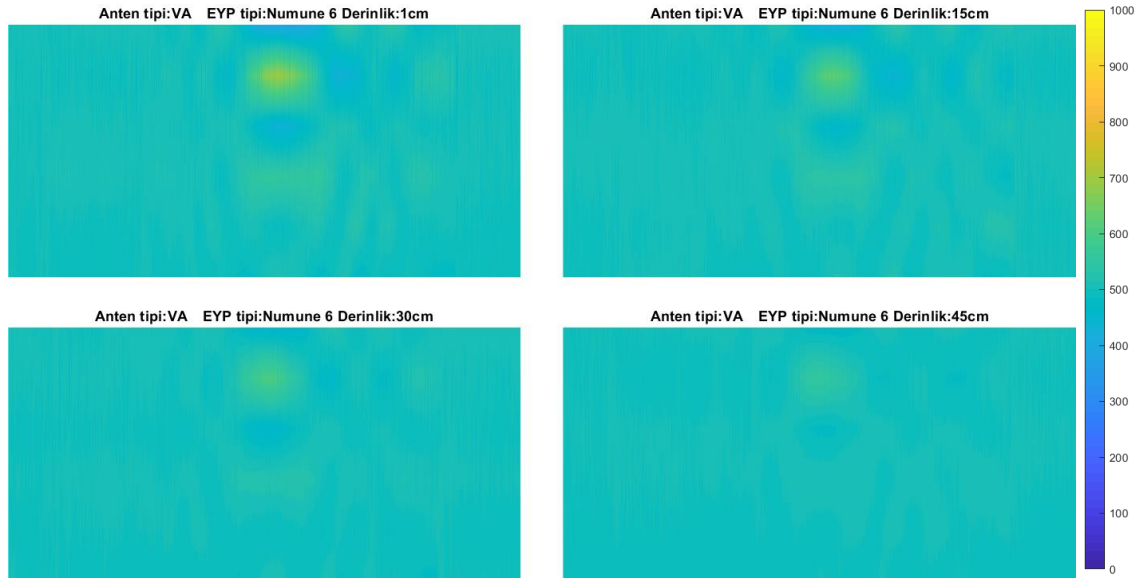 Anten tipi:VA EYP tipi:Numune 6 Derinlik:1cm
Anten tipi:VA EYP tipi:Numune 6 Derinlik:15cm
Anten tipi:VA EYP tipi:Numune 6 Derinlik:30cm
Anten tipi:VA EYP tipi:Numune 6 Derinlik:45cm
1000
900
800
700
600
500
400
300
200
100
0